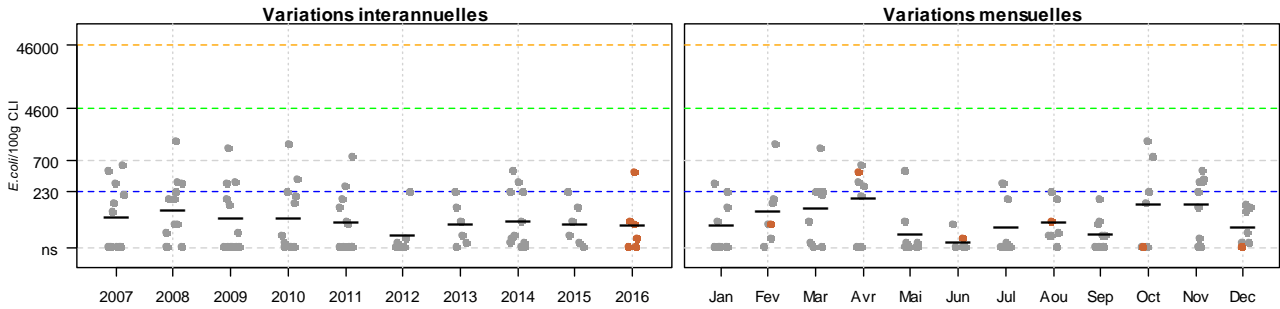 Variations interannuelles
Variations mensuelles
E.coli/100g CLI
46000
4600
700
230
ns
2007 2008 2009 2010 2011 2012 2013 2014 2015 2016
Jan Fev Mar Avr Mai Jun Jul Aou Sep Oct Nov Dec